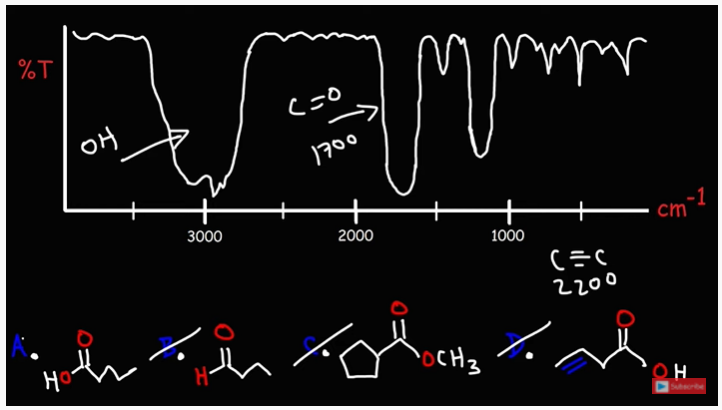 %T
C=O
1700
OH
cm-1
3000
2000
1000
C≡C
2200
A.
B.
C.
D.
O
HO
O
H
O
OCH3
O
OH
Subscribe